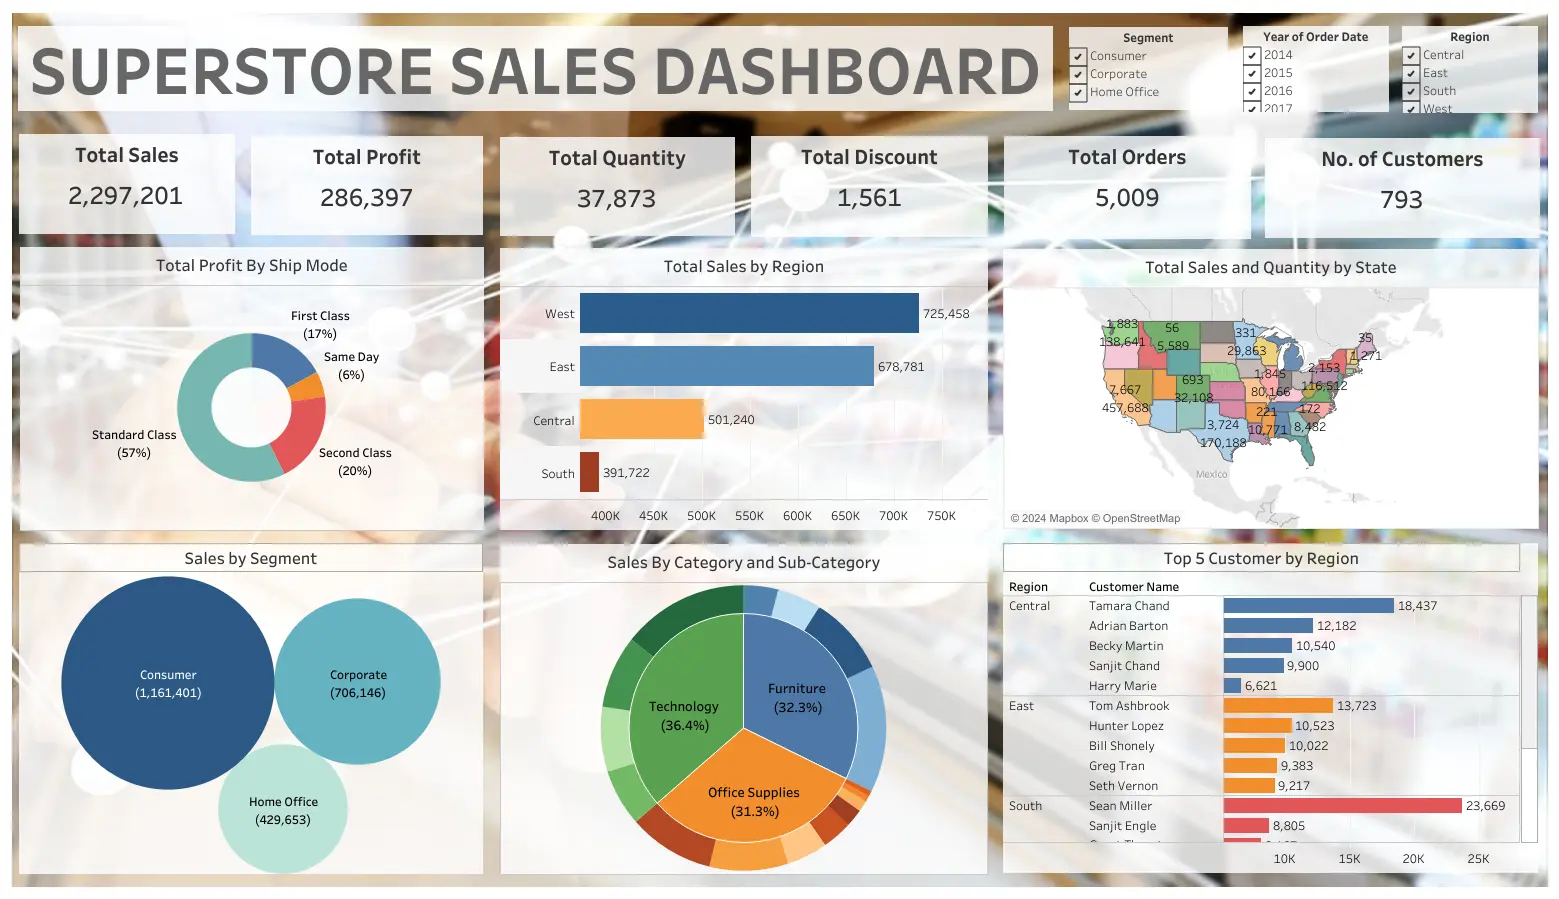 SUPERSTORE SALES DASHBOARD
Segment
Consumer
Corporate
Home Office
Year of Order Date
2014
2015
2016
2017
Region
Central
East
South
West
Total Sales
2,297,201
Total Profit
286,397
Total Quantity
37,873
Total Discount
1,561
Total Orders
5,009
No. of Customers
793
Total Profit By Ship Mode
First Class
(17%)
Same Day
(6%)
Second Class
(20%)
Standard Class
(57%)
Total Sales by Region
West 725,458
East 678,781
Central 501,240
South 391,722
400K 450K 500K 550K 600K 650K 700K 750K
Total Sales and Quantity by State
1,883
138,641
56
5,589
331
29,863
35
1,271
2,153
116,512
1,845
80,166
693
32,108
7,667
457,688
221
10,771
172
8,482
3,724
170,188
Mexico
© 2024 Mapbox © OpenStreetMap
Sales by Segment
Consumer
(1,161,401)
Corporate
(706,146)
Home Office
(429,653)
Sales By Category and Sub-Category
Technology
(36.4%)
Furniture
(32.3%)
Office Supplies
(31.3%)
Top 5 Customer by Region
Region Customer Name
Central Tamara Chand 18,437
Adrian Barton 12,182
Becky Martin 10,540
Sanjit Chand 9,900
Harry Marie 6,621
East Tom Ashbrook 13,723
Hunter Lopez 10,523
Bill Shonely 10,022
Greg Tran 9,383
Seth Vernon 9,217
South Sean Miller 23,669
Sanjit Engle 8,805
10K 15K 20K 25K